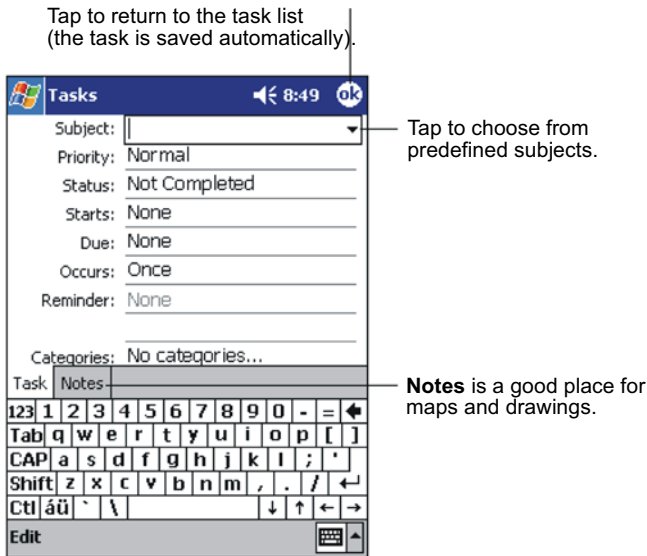 Tap to return to the task list
(the task is saved automatically).
Tasks 8:49 ok
Subject:
Tap to choose from
predefined subjects.
Priority: Normal
Status: Not Completed
Starts: None
Due: None
Occurs: Once
Reminder: None
Categories: No categories...
Task Notes
Notes is a good place for
maps and drawings.
123 1 2 3 4 5 6 7 8 9 0 - = 
Tab q w e r t y u i o p [ ]
CAP a s d f g h j k l ; '
Shift z x c v b n m , . / ↵
Ctl áü ` \ ↓ ↑ ← →
Edit